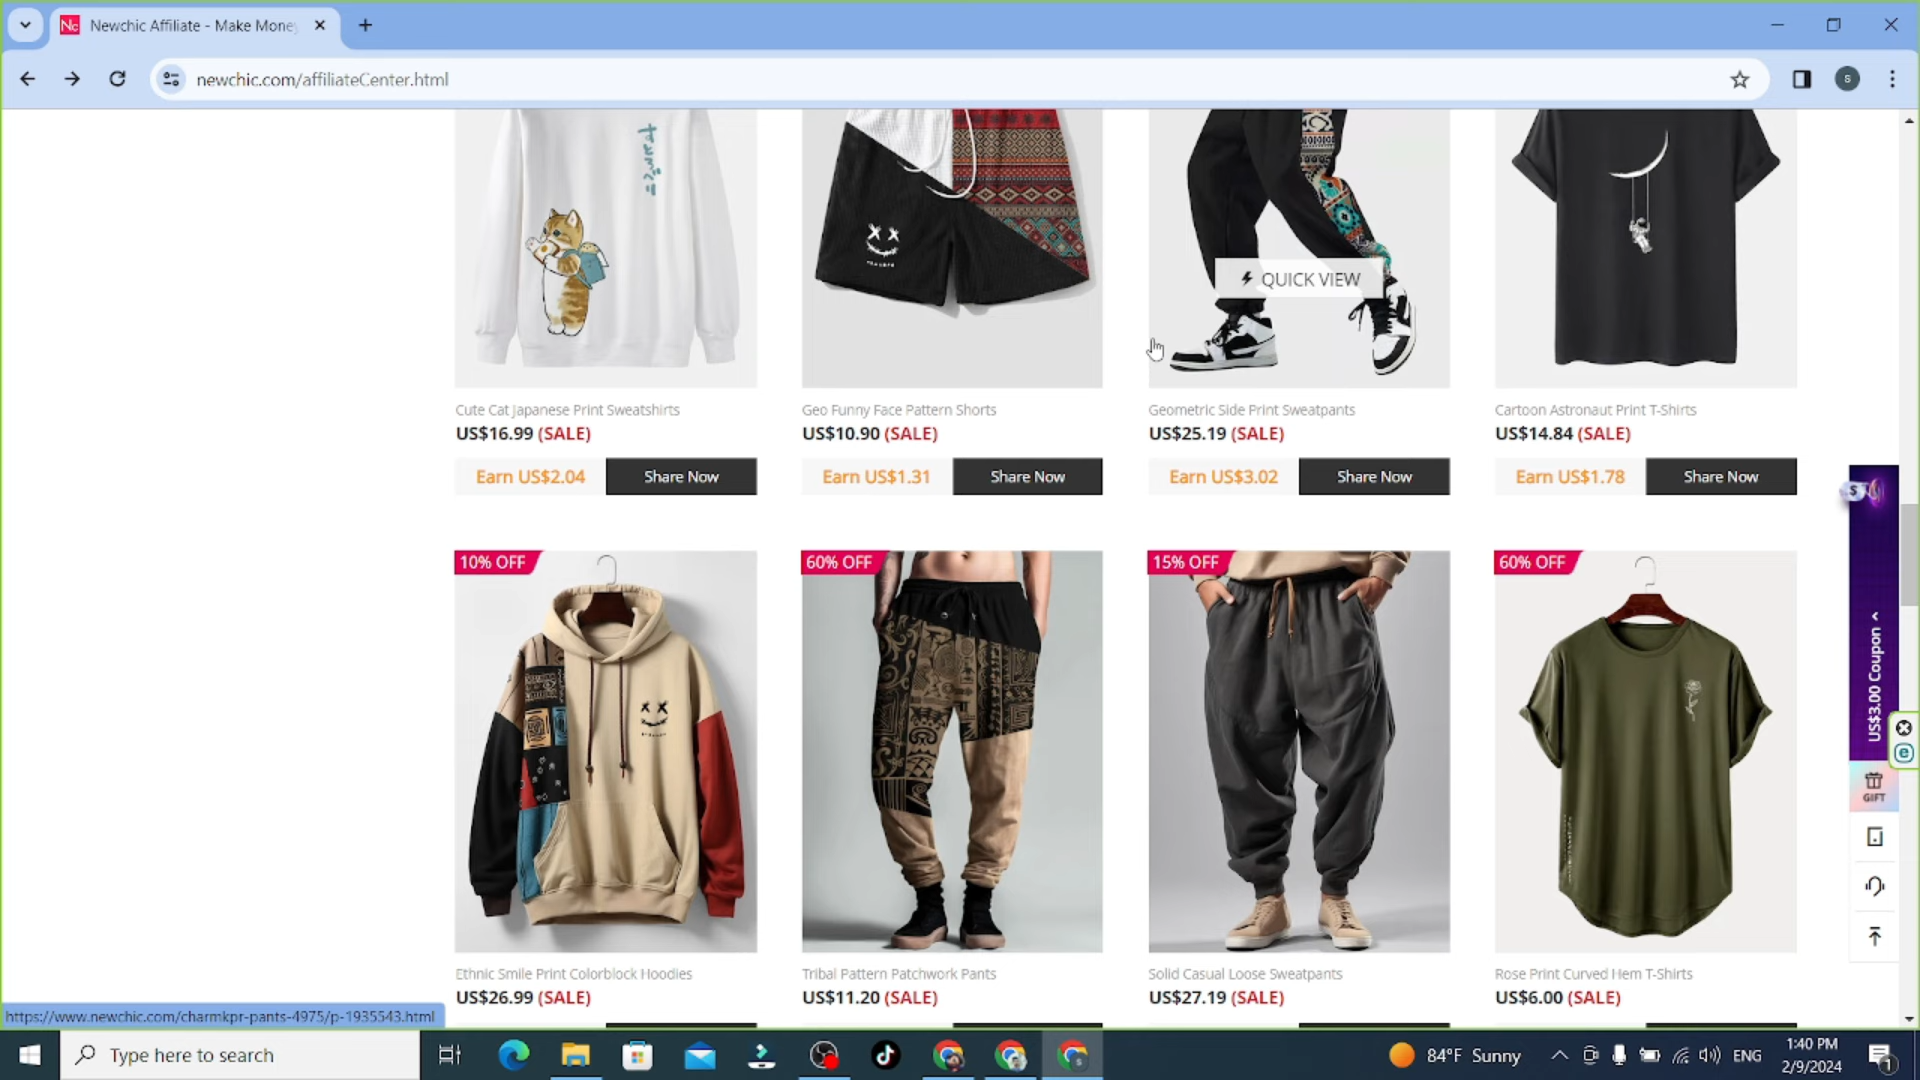 Nc Newchic Affiliate - Make Money
newchic.com/affiliateCenter.html
S
QUICK VIEW
Cute Cat Japanese Print Sweatshirts
US$16.99 (SALE)
Earn US$2.04 Share Now
Geo Funny Face Pattern Shorts
US$10.90 (SALE)
Earn US$1.31 Share Now
Geometric Side Print Sweatpants
US$25.19 (SALE)
Earn US$3.02 Share Now
Cartoon Astronaut Print T-Shirts
US$14.84 (SALE)
Earn US$1.78 Share Now
10% OFF
Ethnic Smile Print Colorblock Hoodies
US$26.99 (SALE)
60% OFF
Tribal Pattern Patchwork Pants
US$11.20 (SALE)
15% OFF
Solid Casual Loose Sweatpants
US$27.19 (SALE)
60% OFF
Rose Print Curved Hem T-Shirts
US$6.00 (SALE)
$
US$3.00 Coupon
GIFT
https://www.newchic.com/charmkpr-pants-4975/p-1935543.html
Type here to search
84°F Sunny
ENG
1:40 PM
2/9/2024
1